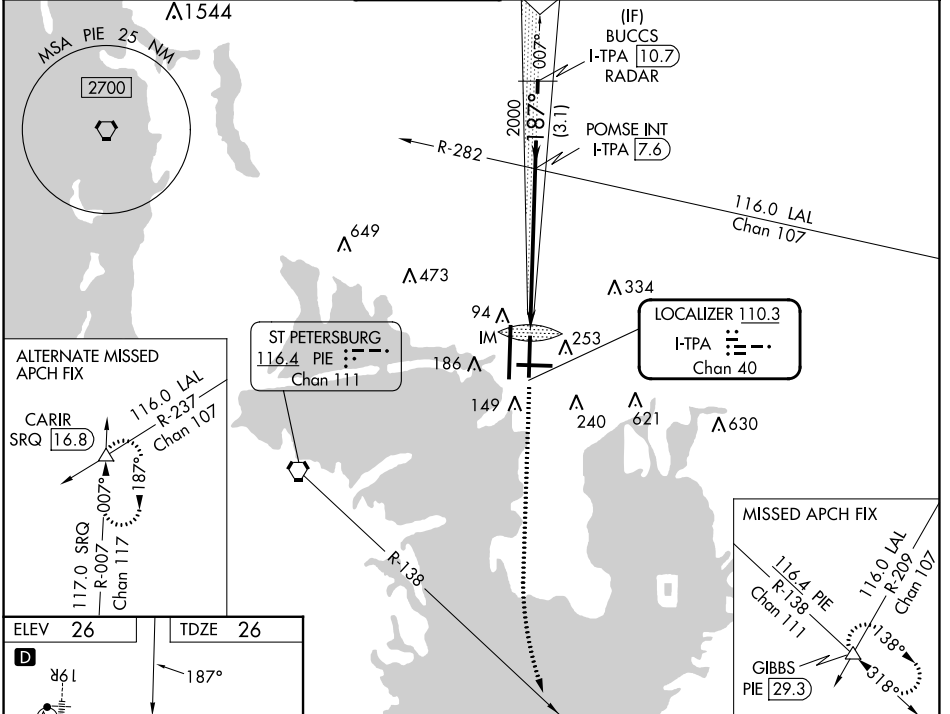 1544
MSA PIE 25 NM
2700
(IF)
BUCCS
I-TPA 10.7
RADAR
007°
2000
187°
(3.1)
POMSE INT
I-TPA 7.6
R-282
116.0 LAL
Chan 107
649
473
334
94
IM
253
186
149
240
621
630
LOCALIZER 110.3
I-TPA
Chan 40
ST PETERSBURG
116.4 PIE
Chan 111
R-138
ALTERNATE MISSED
APCH FIX
116.0 LAL
R-237
Chan 107
CARIR
SRQ 16.8
007°
187°
117.0 SRQ
R-007
Chan 117
MISSED APCH FIX
116.4 PIE
R-138
Chan 111
116.0 LAL
R-209
Chan 107
138°
318°
GIBBS
PIE 29.3
ELEV 26
TDZE 26
D
19R
187°